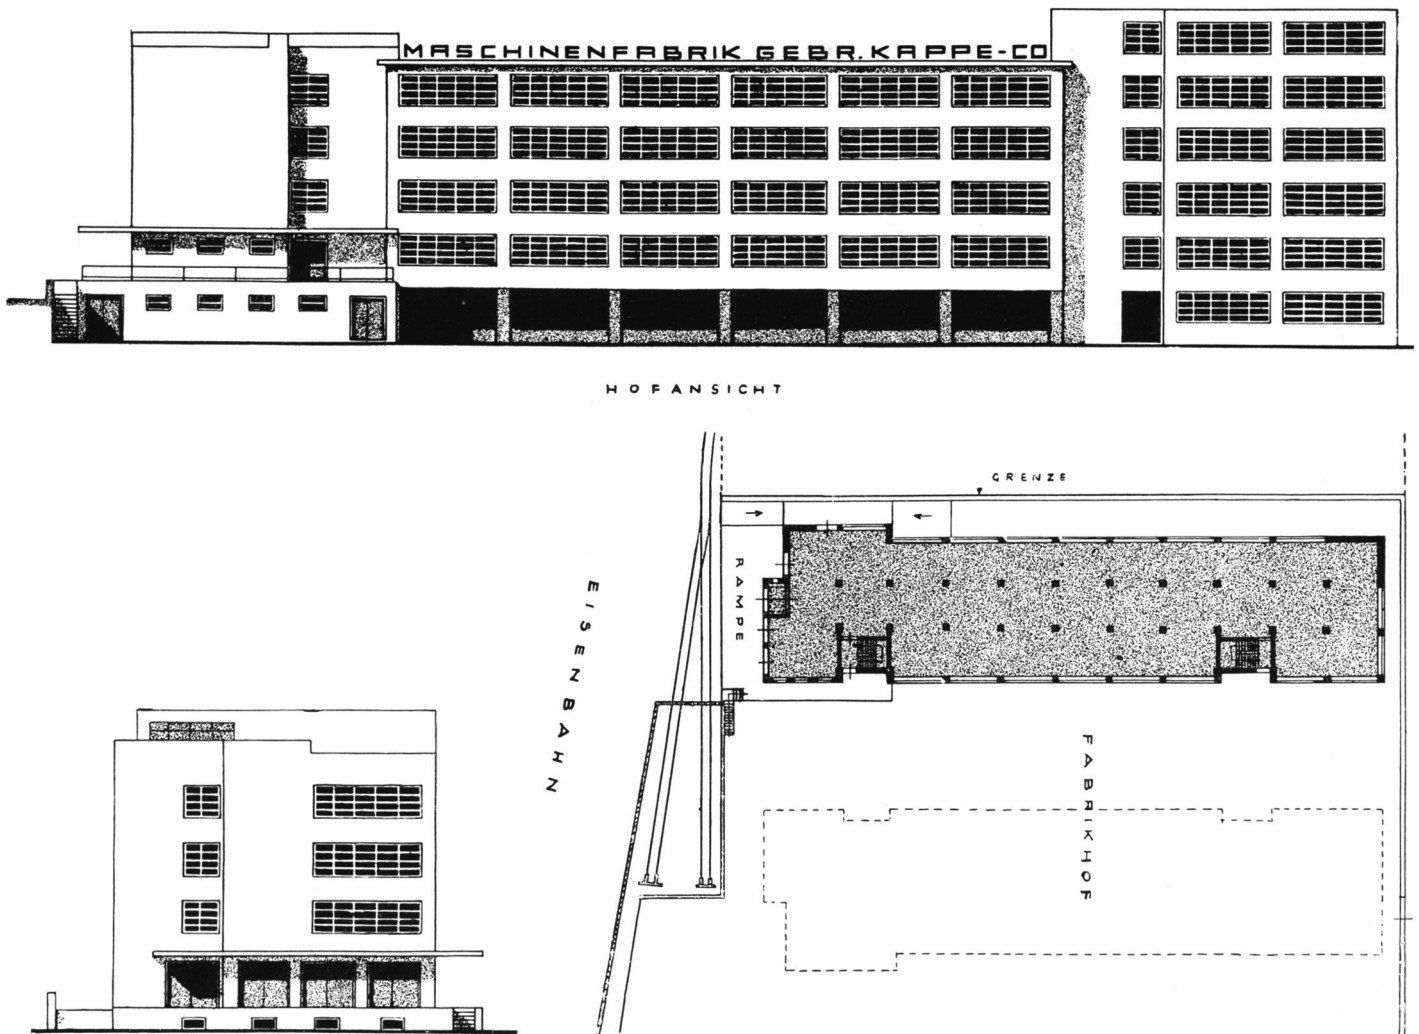 MASCHINENFABRIK GEBR. KAPPE-CO
HOFANSICHT
GRENZE
RAMPE
EISENBAHN
FABRIKHOF